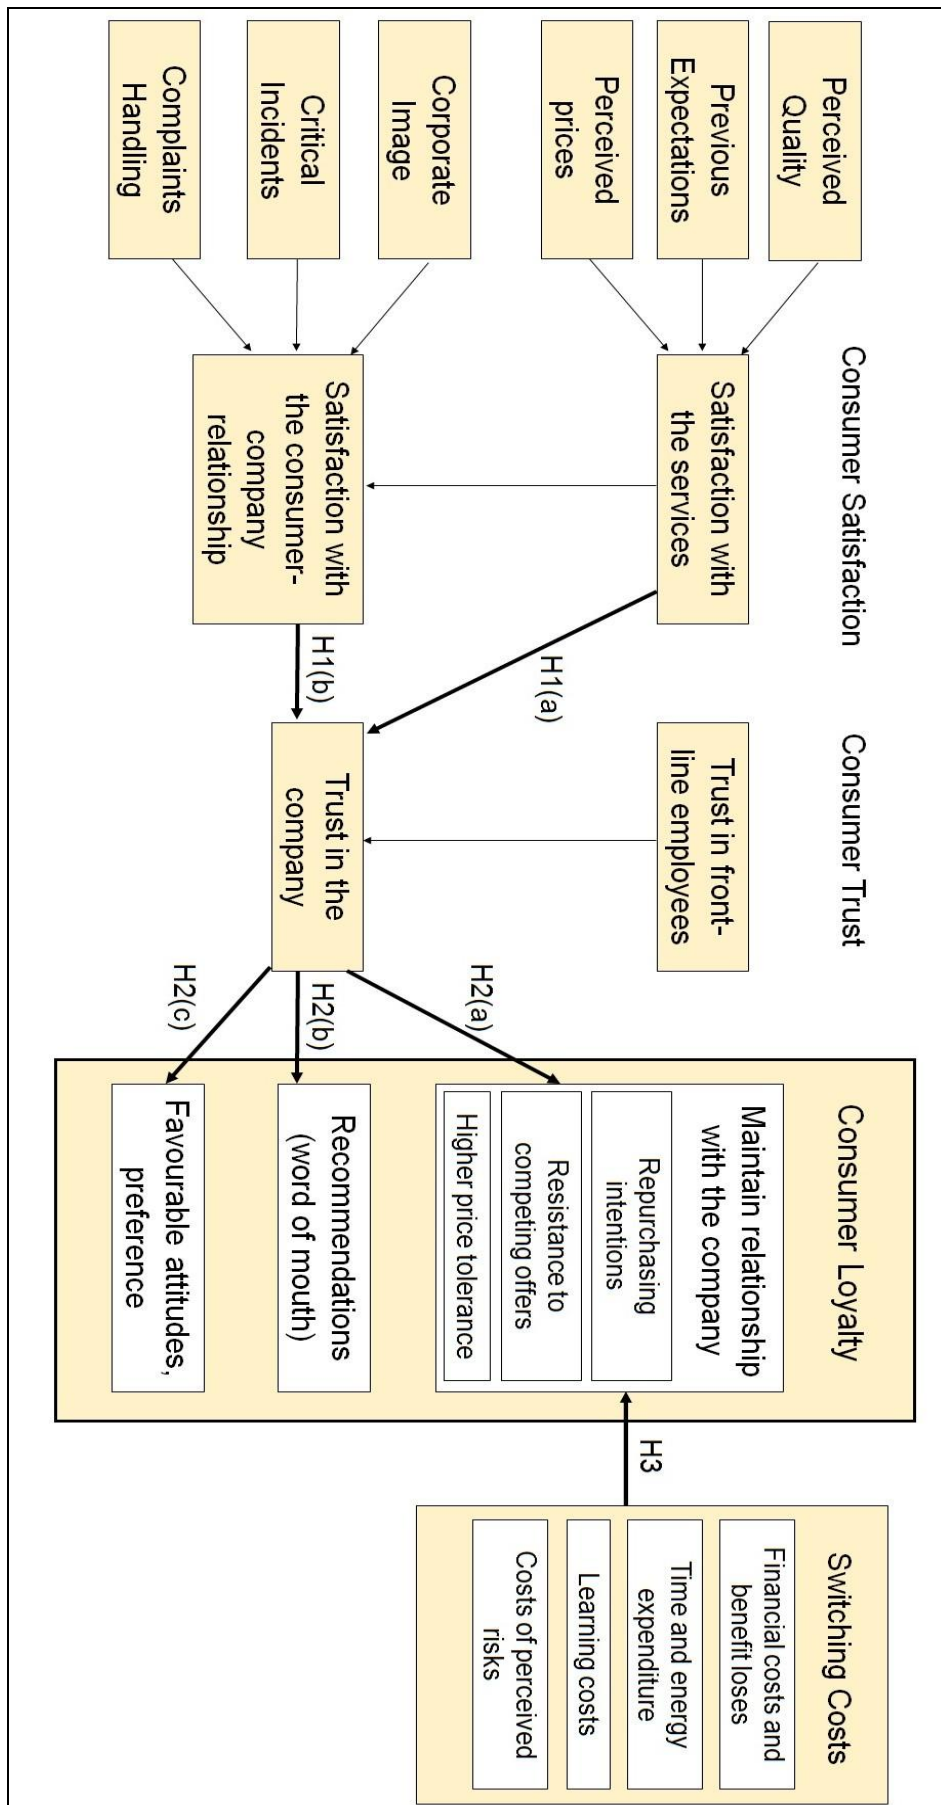 Consumer Satisfaction
Consumer Trust
Perceived
Quality
Previous
Expectations
Perceived
prices
Corporate
Image
Critical
Incidents
Complaints
Handling
Satisfaction with
the services
Satisfaction with
the consumer-
company
relationship
H1(a)
H1(b)
Trust in front-
line employees
Trust in the
company
H2(a)
H2(b)
H2(c)
Consumer Loyalty
Maintain relationship
with the company
Repurchasing
intentions
Resistance to
competing offers
Higher price tolerance
Recommendations
(word of mouth)
Favourable attitudes,
preference
H3
Switching Costs
Financial costs and
benefit loses
Time and energy
expenditure
Learning costs
Costs of perceived
risks